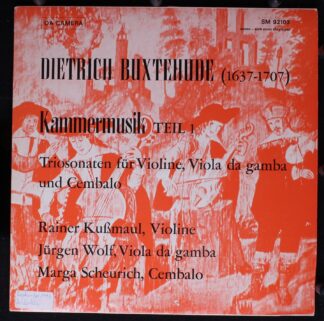 DA CAMERA
SM 92103
DIETRICH BUXTEHUDE (1637-1707)
Kammermusik TEIL 1
Triosonaten für Violine, Viola da gamba
und Cembalo
Rainer Kußmaul, Violine
Jürgen Wolf, Viola da gamba
Marga Scheurich, Cembalo